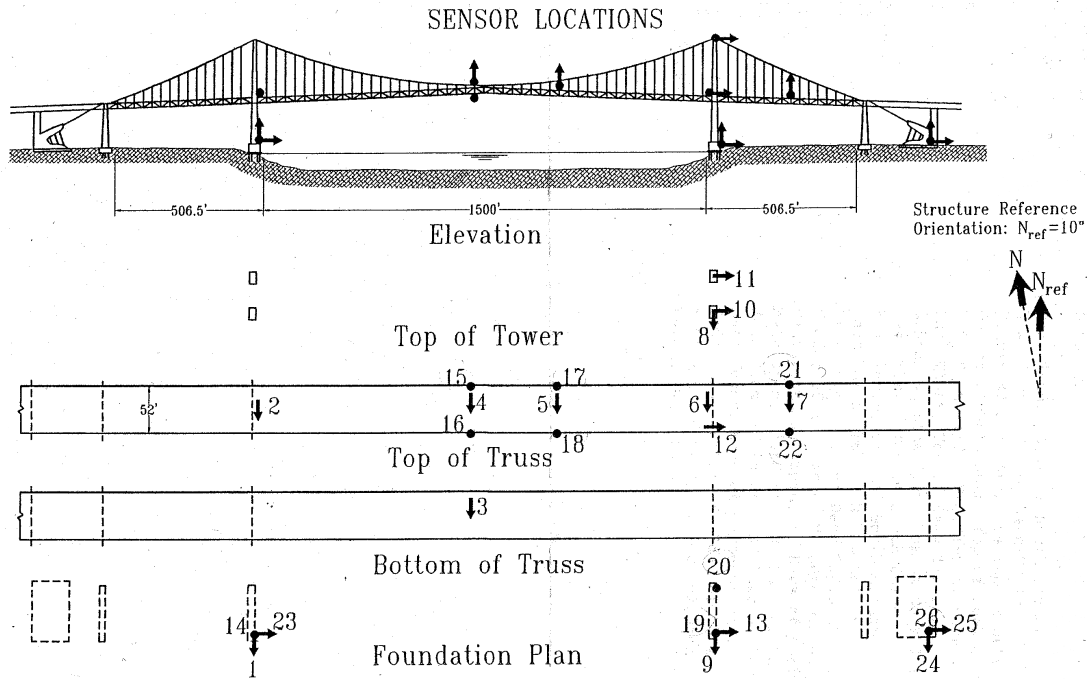 SENSOR LOCATIONS
506.5' 1500' 506.5'
Elevation
Structure Reference
Orientation: Nref=10°
N Nref
11
10
8
Top of Tower
15 17 21
52' 2 4 5 6 7
16 18 12 22
Top of Truss
3
Bottom of Truss
20
14 23 19 13 26 25
1 9 24
Foundation Plan